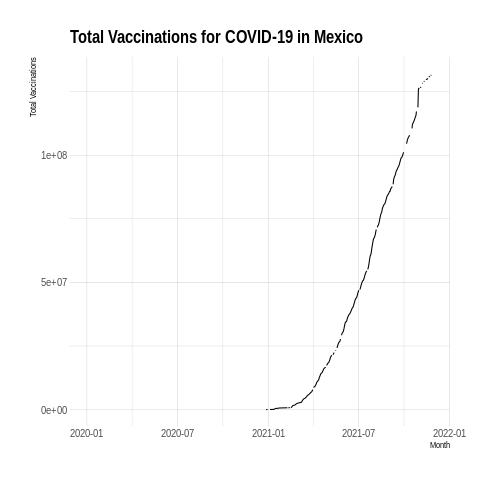 Total Vaccinations for COVID-19 in Mexico
Total Vaccinations
1e+08
5e+07
0e+00
2020-01 2020-07 2021-01 2021-07 2022-01
Month